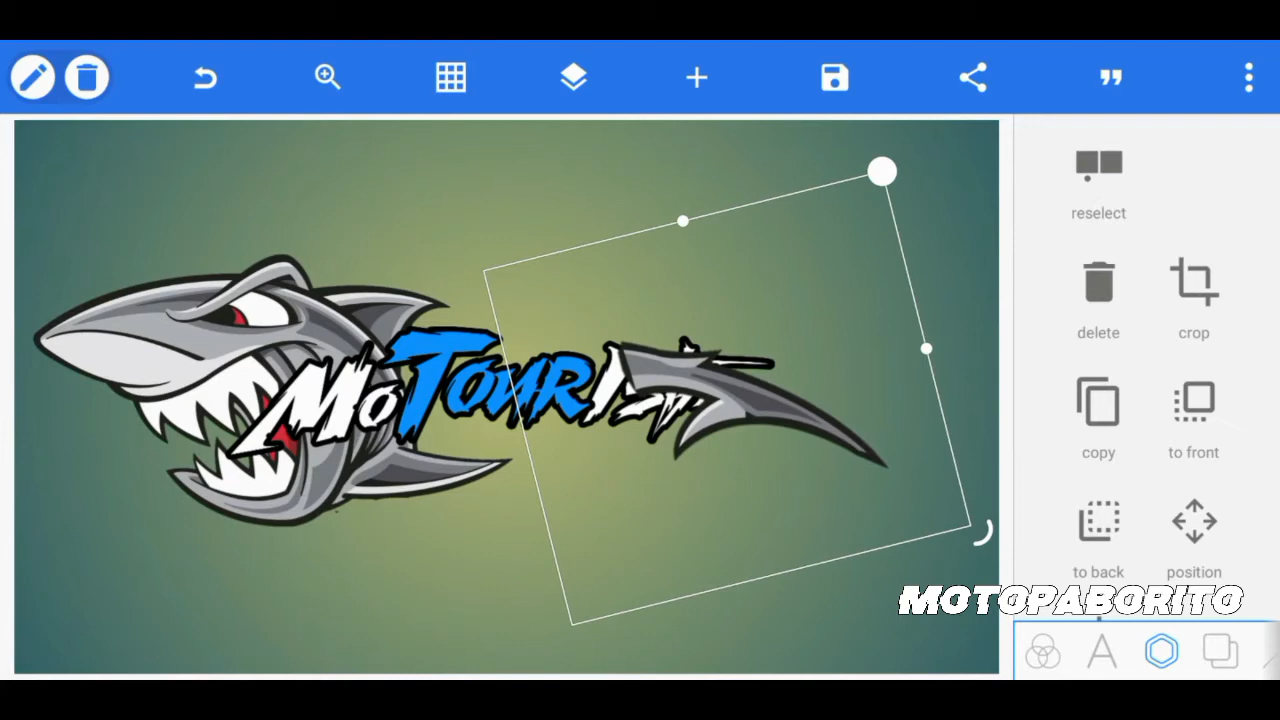 reselect
delete
crop
MoTourI
copy
to front
to back
position
MOTOPABORITO